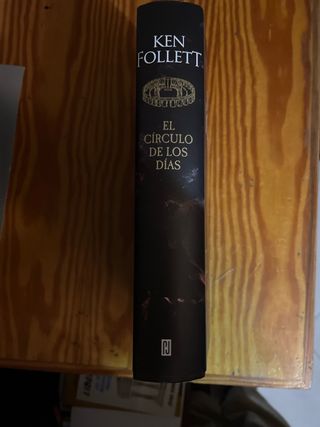 KEN
FOLLETT
EL
CÍRCULO
DE LOS
DÍAS